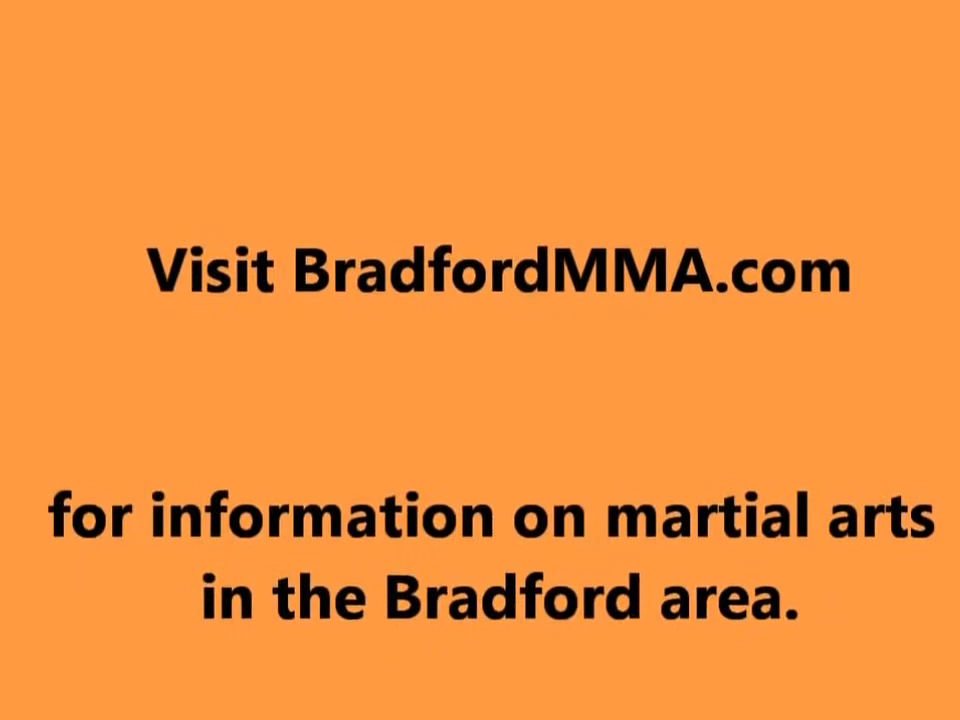 Visit BradfordMMA.com
for information on martial arts
in the Bradford area.